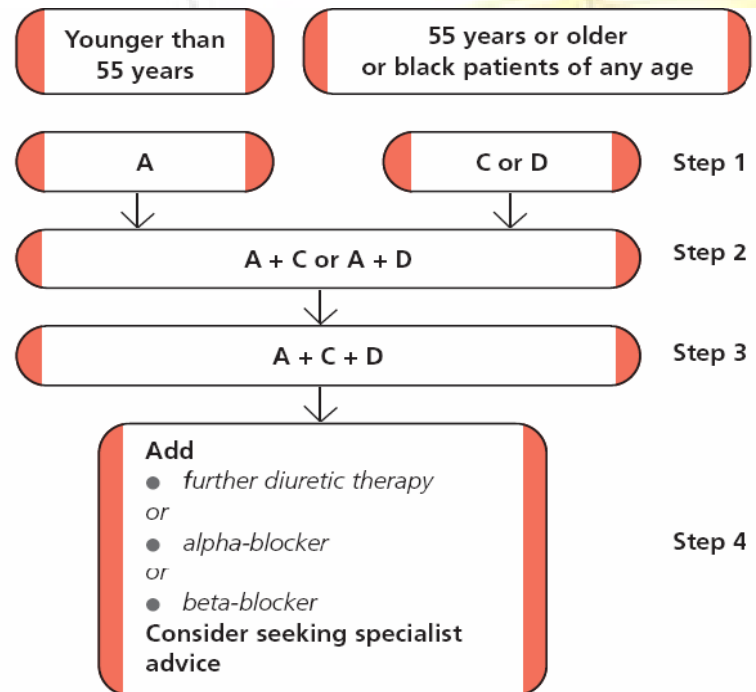 Younger than
55 years
55 years or older
or black patients of any age
A
C or D
Step 1
A + C or A + D
Step 2
A + C + D
Step 3
Add
● further diuretic therapy
or
● alpha-blocker
or
● beta-blocker
Consider seeking specialist
advice
Step 4